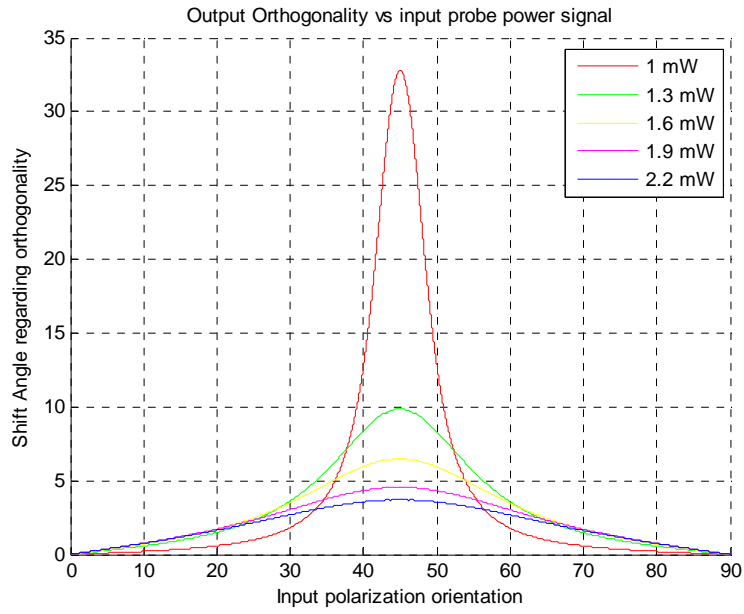 Output Orthogonality vs input probe power signal
Shift Angle regarding orthogonality
35
30
25
20
15
10
5
0
1 mW
1.3 mW
1.6 mW
1.9 mW
2.2 mW
0 10 20 30 40 50 60 70 80 90
Input polarization orientation